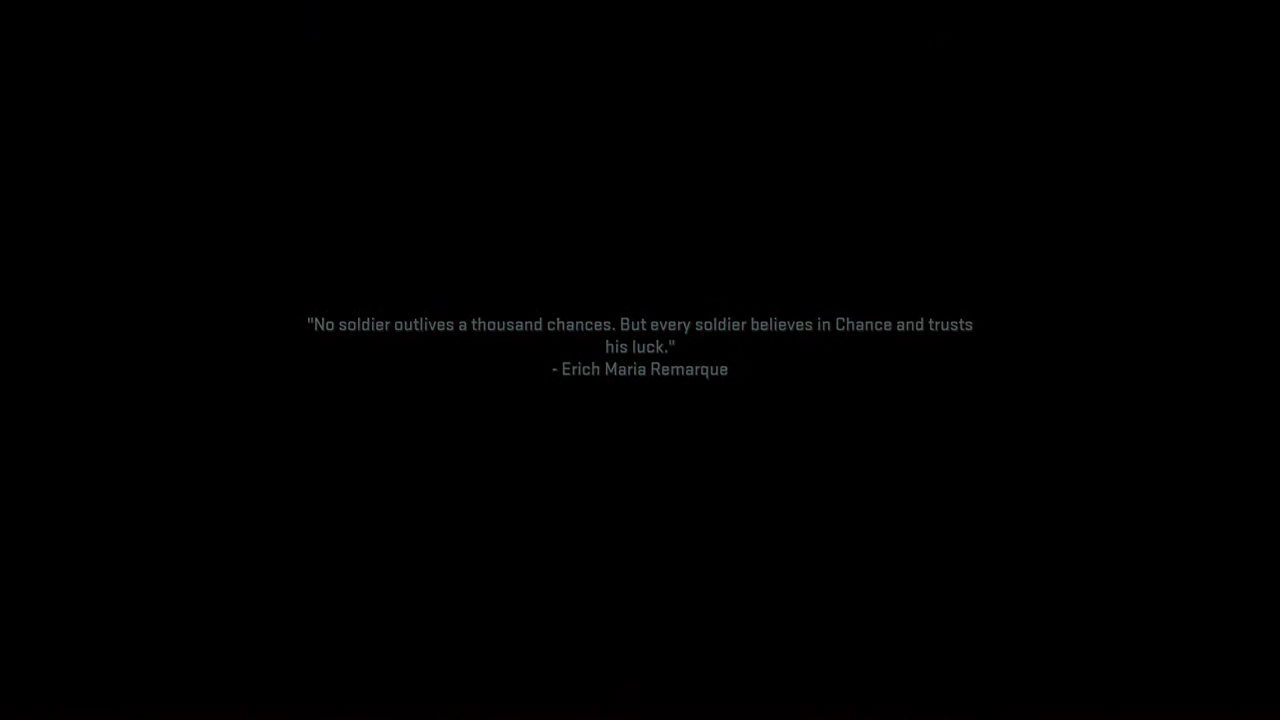 "No soldier outlives a thousand chances. But every soldier believes in Chance and trusts
his luck."
- Erich Maria Remarque